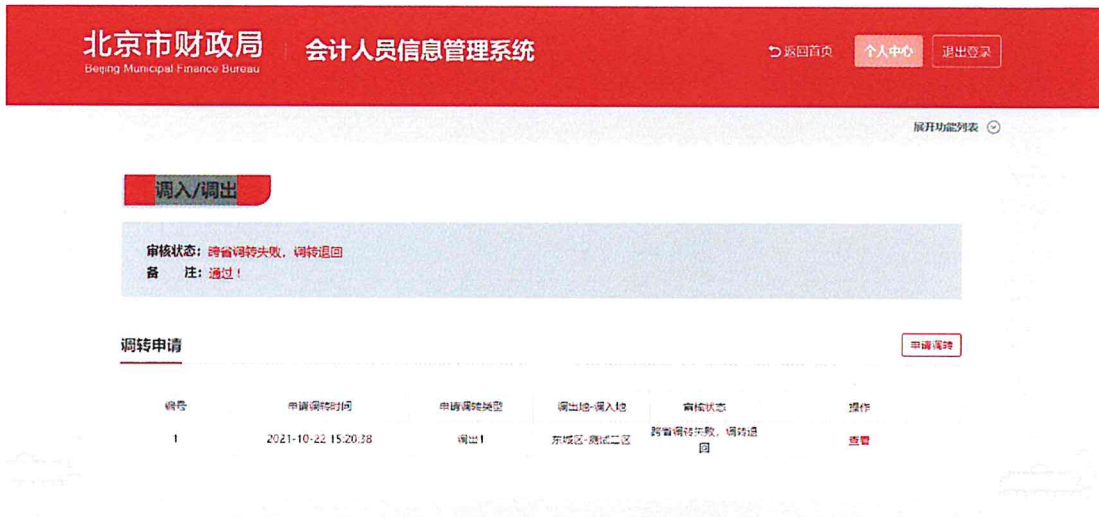 北京市财政局 会计人员信息管理系统
Beijing Municipal Finance Bureau
返回首页 个人中心 退出登录
展开功能列表
调入/调出
审核状态: 跨省调转失败,调转退回
备 注: 通过!
调转申请
申请调转
编号 申请调转时间 申请调转类型 调出地-调入地 审核状态 操作
1 2021-10-22 15:20:38 调出1 东城区-测试二区 跨省调转失败,调转退
回 查看